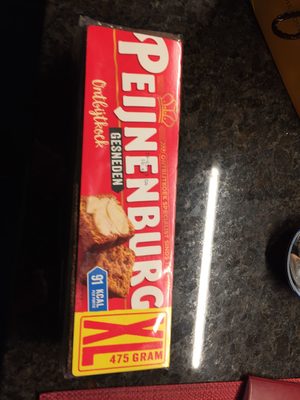 PEIJNENBURG
Ontbijtkoek
GESNEDEN
91 KCAL
XL
475 GRAM